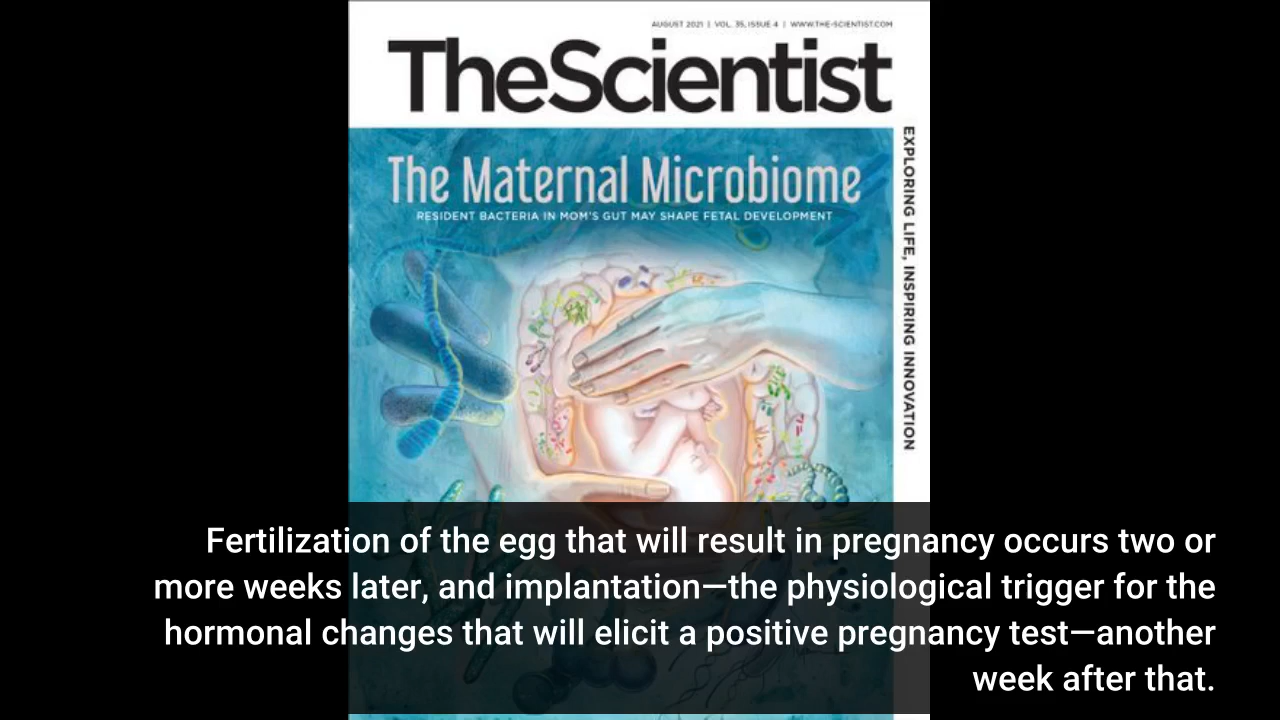 AUGUST 2021 | VOL. 35, ISSUE 4 | WWW.THE-SCIENTIST.COM
TheScientist
The Maternal Microbiome
RESIDENT BACTERIA IN MOM'S GUT MAY SHAPE FETAL DEVELOPMENT
EXPLORING LIFE, INSPIRING INNOVATION
Fertilization of the egg that will result in pregnancy occurs two or
more weeks later, and implantation—the physiological trigger for the
hormonal changes that will elicit a positive pregnancy test—another
week after that.